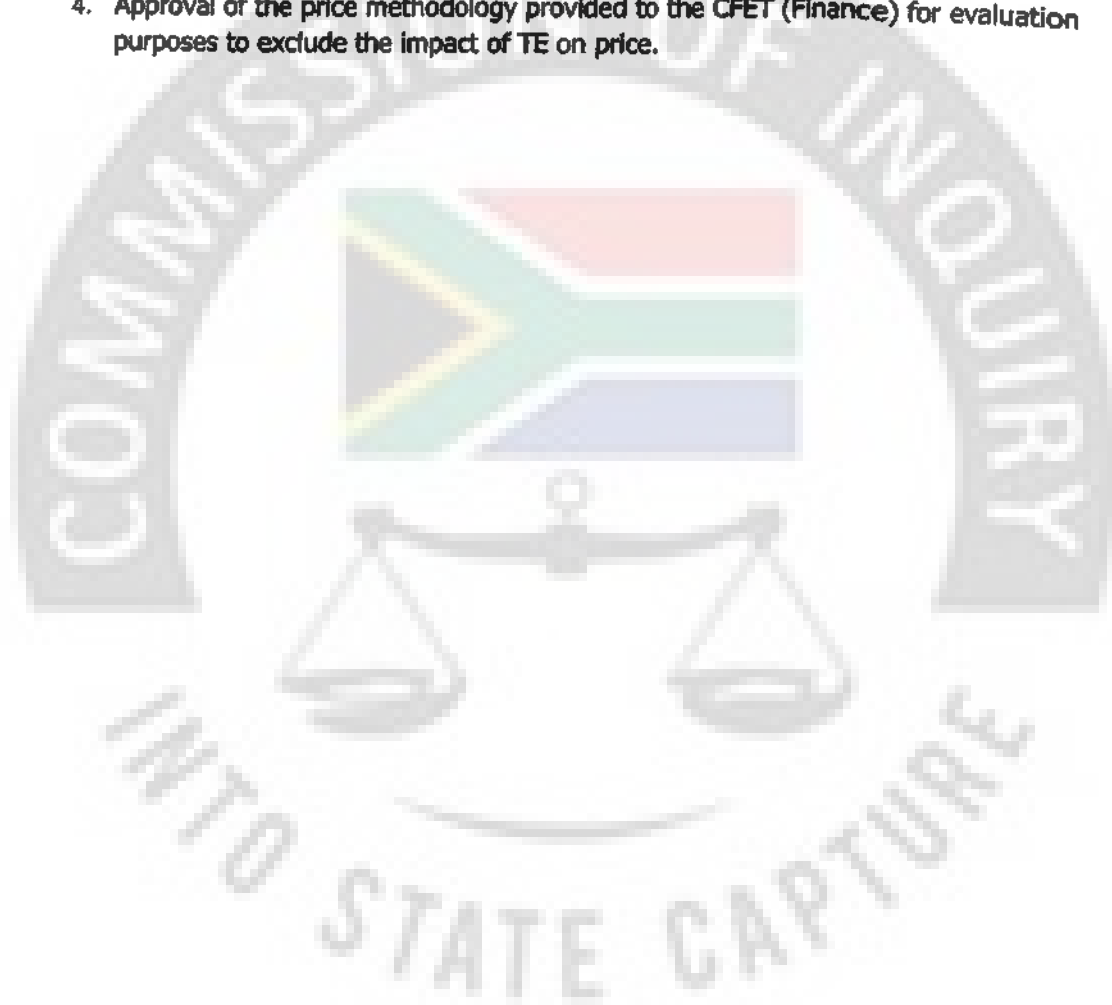 4. Approval of the price methodology provided to the CFET (Finance) for evaluation
purposes to exclude the impact of TE on price.
COMMISSION OF INQUIRY
INTO STATE CAPTURE